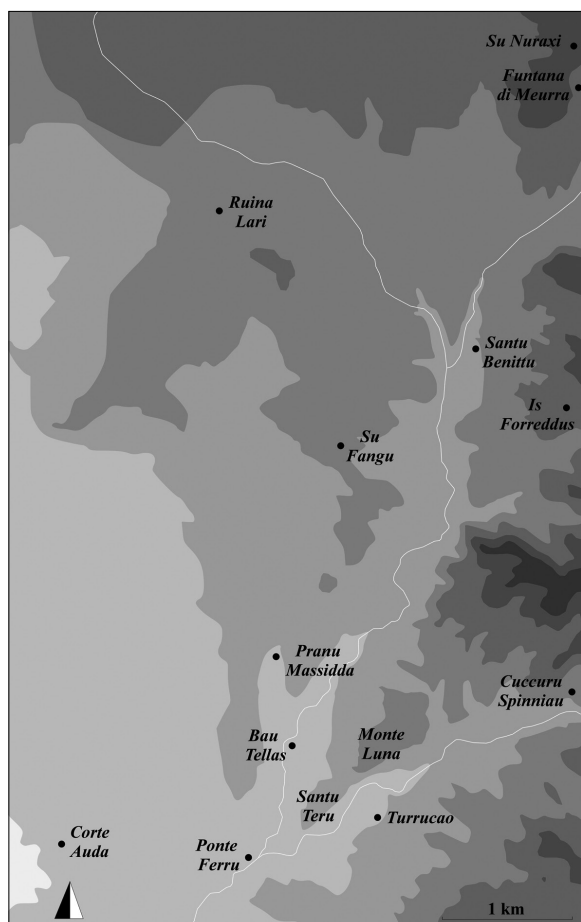 Su Nuraxi
Funtana
di Meurra
Ruina
Lari
Santu
Benittu
Is
Forreddus
Su
Fangu
Pranu
Massidda
Cuccuru
Spinniau
Bau
Tellas
Monte
Luna
Santu
Teru
Turrucao
Corte
Auda
Ponte
Ferru
1 km